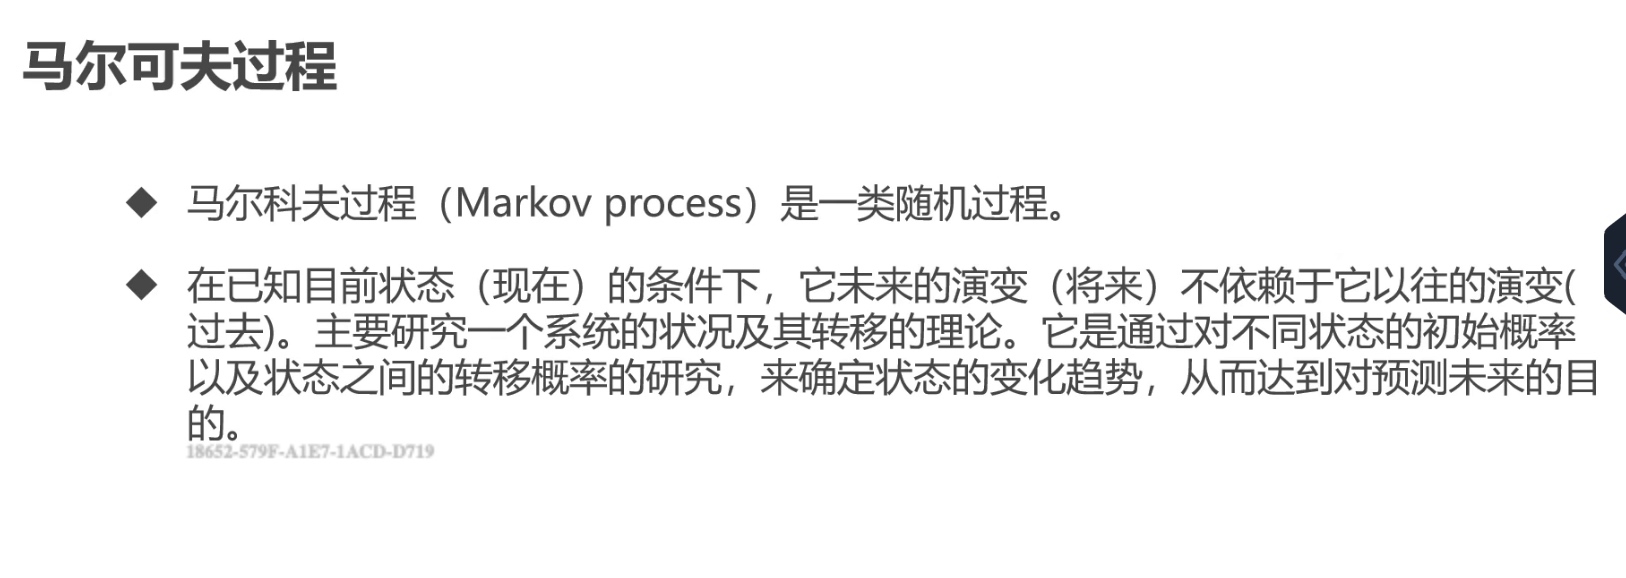 马尔可夫过程
◆ 马尔科夫过程（Markov process）是一类随机过程。
◆ 在已知目前状态（现在）的条件下，它未来的演变（将来）不依赖于它以往的演变(
过去)。主要研究一个系统的状况及其转移的理论。它是通过对不同状态的初始概率
以及状态之间的转移概率的研究，来确定状态的变化趋势，从而达到对预测未来的目
的。
18652-579F-A1E7-1ACD-D719